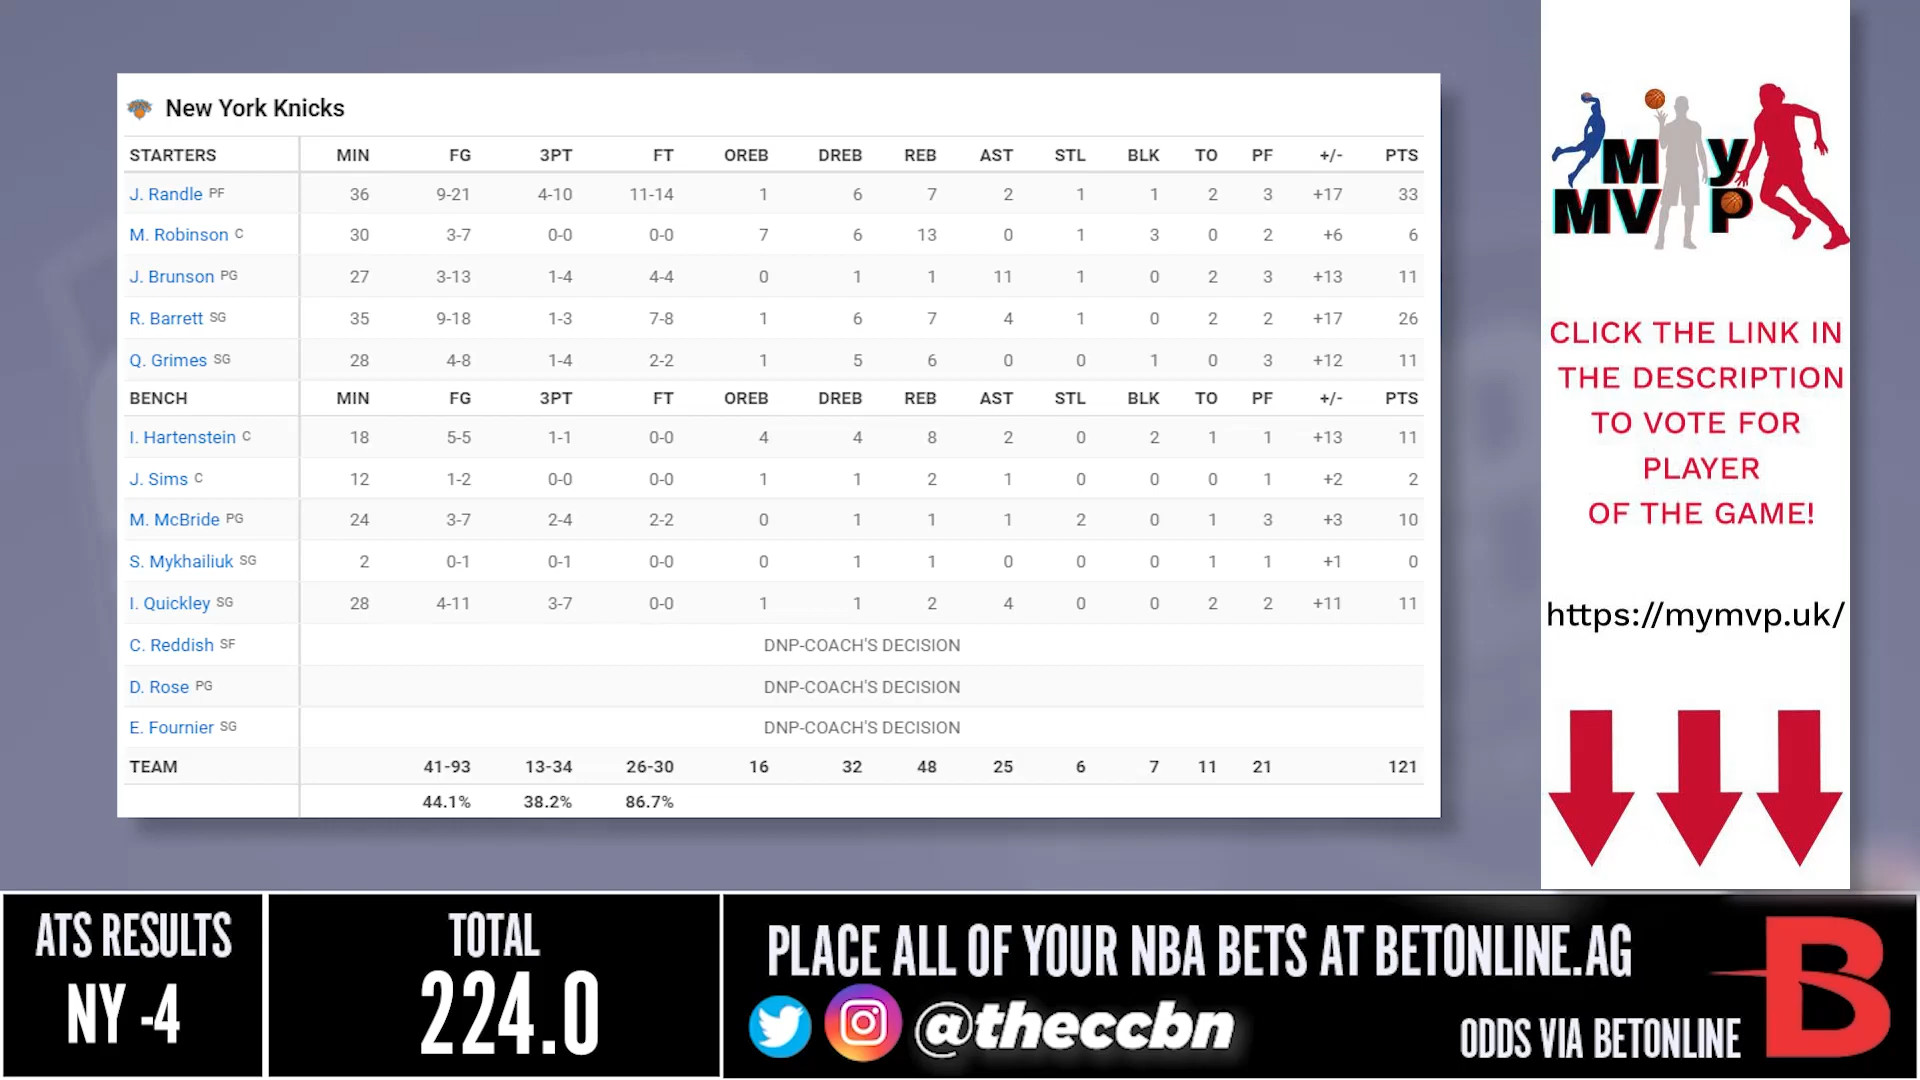 New York Knicks
STARTERS MIN FG 3PT FT OREB DREB REB AST STL BLK TO PF +/- PTS
J. Randle PF 36 9-21 4-10 11-14 1 6 7 2 1 1 2 3 +17 33
M. Robinson C 30 3-7 0-0 0-0 7 6 13 0 1 3 0 2 +6 6
J. Brunson PG 27 3-13 1-4 4-4 0 1 1 11 1 0 2 3 +13 11
R. Barrett SG 35 9-18 1-3 7-8 1 6 7 4 1 0 2 2 +17 26
Q. Grimes SG 28 4-8 1-4 2-2 1 5 6 0 0 1 0 3 +12 11
BENCH MIN FG 3PT FT OREB DREB REB AST STL BLK TO PF +/- PTS
I. Hartenstein C 18 5-5 1-1 0-0 4 4 8 2 0 2 1 1 +13 11
J. Sims C 12 1-2 0-0 0-0 1 1 2 1 0 0 0 1 +2 2
M. McBride PG 24 3-7 2-4 2-2 0 1 1 1 2 0 1 3 +3 10
S. Mykhailiuk SG 2 0-1 0-1 0-0 0 1 1 0 0 0 1 1 +1 0
I. Quickley SG 28 4-11 3-7 0-0 1 1 2 4 0 0 2 2 +11 11
C. Reddish SF DNP-COACH'S DECISION
D. Rose PG DNP-COACH'S DECISION
E. Fournier SG DNP-COACH'S DECISION
TEAM 41-93 13-34 26-30 16 32 48 25 6 7 11 21 121
44.1% 38.2% 86.7%
My
MVP
CLICK THE LINK IN
THE DESCRIPTION
TO VOTE FOR
PLAYER
OF THE GAME!
https://mymvp.uk/
ATS RESULTS
NY -4
TOTAL
224.0
PLACE ALL OF YOUR NBA BETS AT BETONLINE.AG
@theccbn
ODDS VIA BETONLINE
B